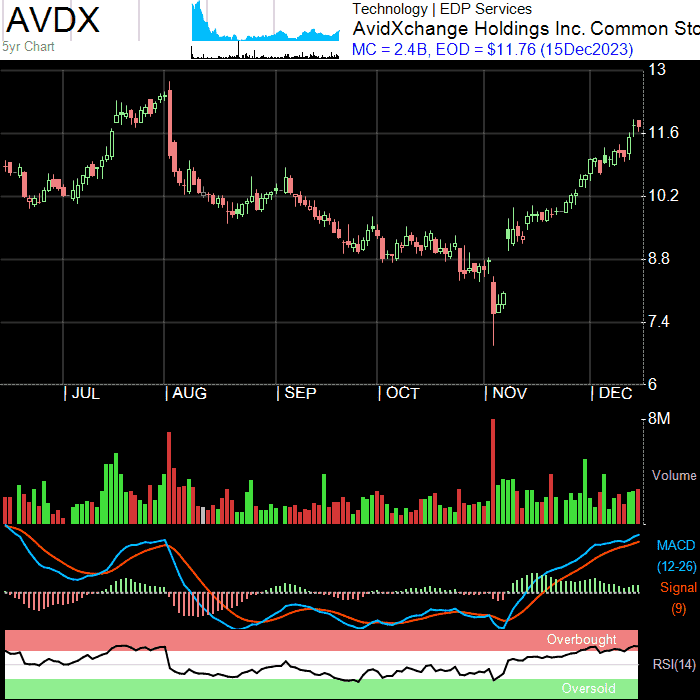 AVDX
5yr Chart
Technology | EDP Services
AvidXchange Holdings Inc. Common Sto
MC = 2.4B, EOD = $11.76 (15Dec2023)
13
11.6
10.2
8.8
7.4
6
| JUL | AUG | SEP | OCT | NOV | DEC
8M
Volume
MACD
(12-26)
Signal
(9)
Overbought
RSI(14)
Oversold